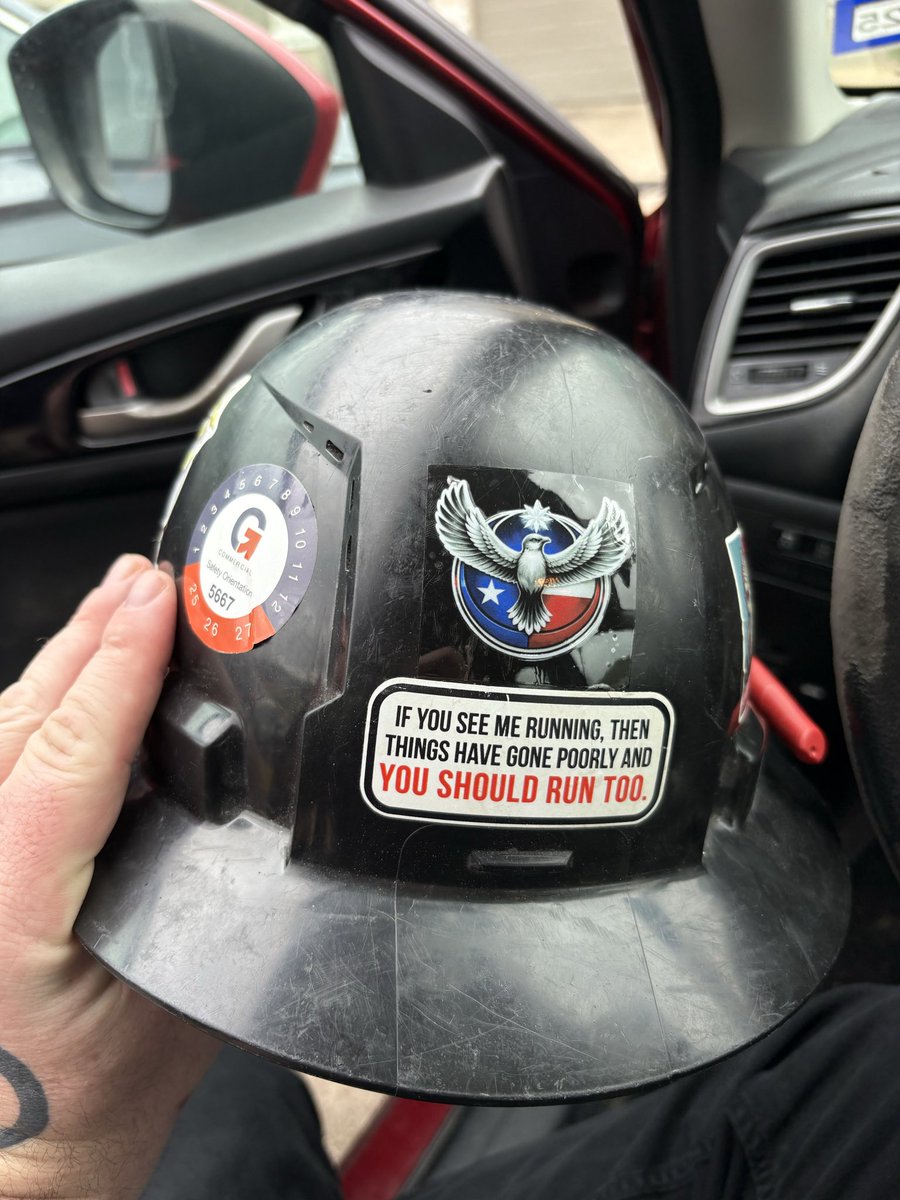 1 2 3 4 5 6 7 8 9 10 11 12
G
COMMERCIAL
Safety Orientation
5667
25 26 27
IF YOU SEE ME RUNNING, THEN
THINGS HAVE GONE POORLY AND
YOU SHOULD RUN TOO.
25